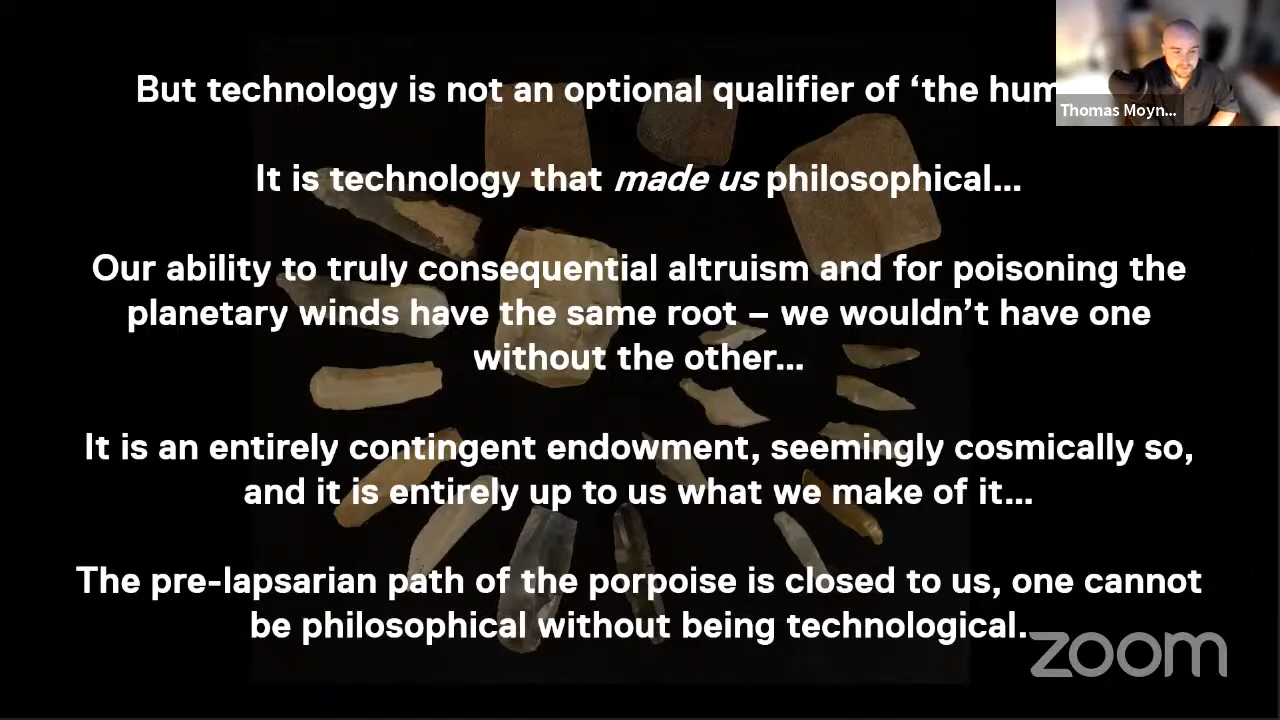 But technology is not an optional qualifier of ‘the hum
It is technology that made us philosophical...
Our ability to truly consequential altruism and for poisoning the
planetary winds have the same root – we wouldn’t have one
without the other...
It is an entirely contingent endowment, seemingly cosmically so,
and it is entirely up to us what we make of it...
The pre-lapsarian path of the porpoise is closed to us, one cannot
be philosophical without being technological.
Thomas Moyn...
zoom